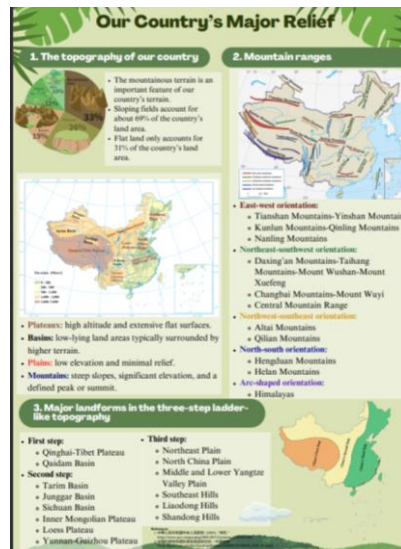 Our Country's Major Relief
1. The topography of our country
33%
26%
19%
• The mountainous terrain is an
important feature of our
country's terrain.
• Sloping fields account for
about 69% of the country's
land area.
• Flat land only accounts for
31% of the country's land
area.
• Plateaus: high altitude and extensive flat surfaces.
• Basins: low-lying land areas typically surrounded by
higher terrain.
• Plains: low elevation and minimal relief.
• Mountains: steep slopes, significant elevation, and a
defined peak or summit.
2. Mountain ranges
• East-west orientation:
Tianshan Mountains-Yinshan Mountai
Kunlun Mountains-Qinling Mountains
Nanling Mountains
• Northeast-southwest orientation:
Daxing'an Mountains-Taihang
Mountains-Mount Wushan-Mount
Xuefeng
Changbai Mountains-Mount Wuyi
Central Mountain Range
• Northwest-southeast orientation:
Altai Mountains
Qilian Mountains
• North-south orientation:
Hengduan Mountains
Helan Mountains
• Arc-shaped orientation:
Himalayas
3. Major landforms in the three-step ladder-
like topography
• First step:
Qinghai-Tibet Plateau
Qaidam Basin
• Second step:
Tarim Basin
Junggar Basin
Sichuan Basin
Inner Mongolian Plateau
Loess Plateau
Yunnan-Guizhou Plateau
• Third step:
Northeast Plain
North China Plain
Middle and Lower Yangtze
Valley Plain
Southeast Hills
Liaodong Hills
Shandong Hills